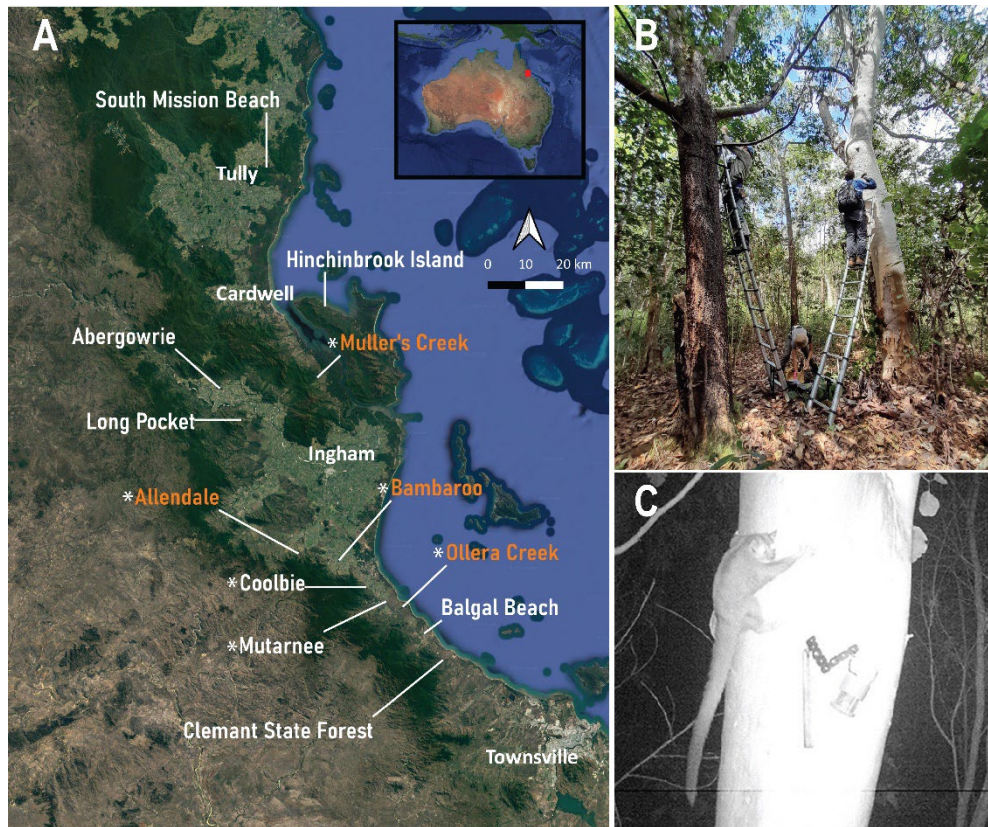 A
B
South Mission Beach
Tully
0 10 20 km
Hinchinbrook Island
Cardwell
*Muller's Creek
Abergowrie
Long Pocket
Ingham
*Allendale
*Bambaroo
*Ollera Creek
*Coolbie
Balgal Beach
*Mutarnee
Clemant State Forest
Townsville
C